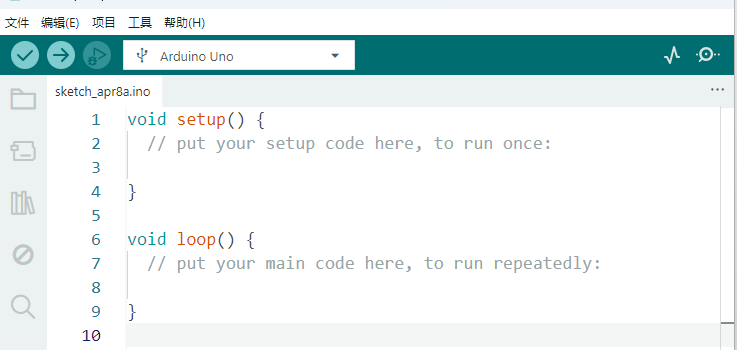 文件 编辑(E) 项目 工具 帮助(H)
Arduino Uno
sketch_apr8a.ino
1 void setup() {
2 // put your setup code here, to run once:
3
4 }
5
6 void loop() {
7 // put your main code here, to run repeatedly:
8
9 }
10